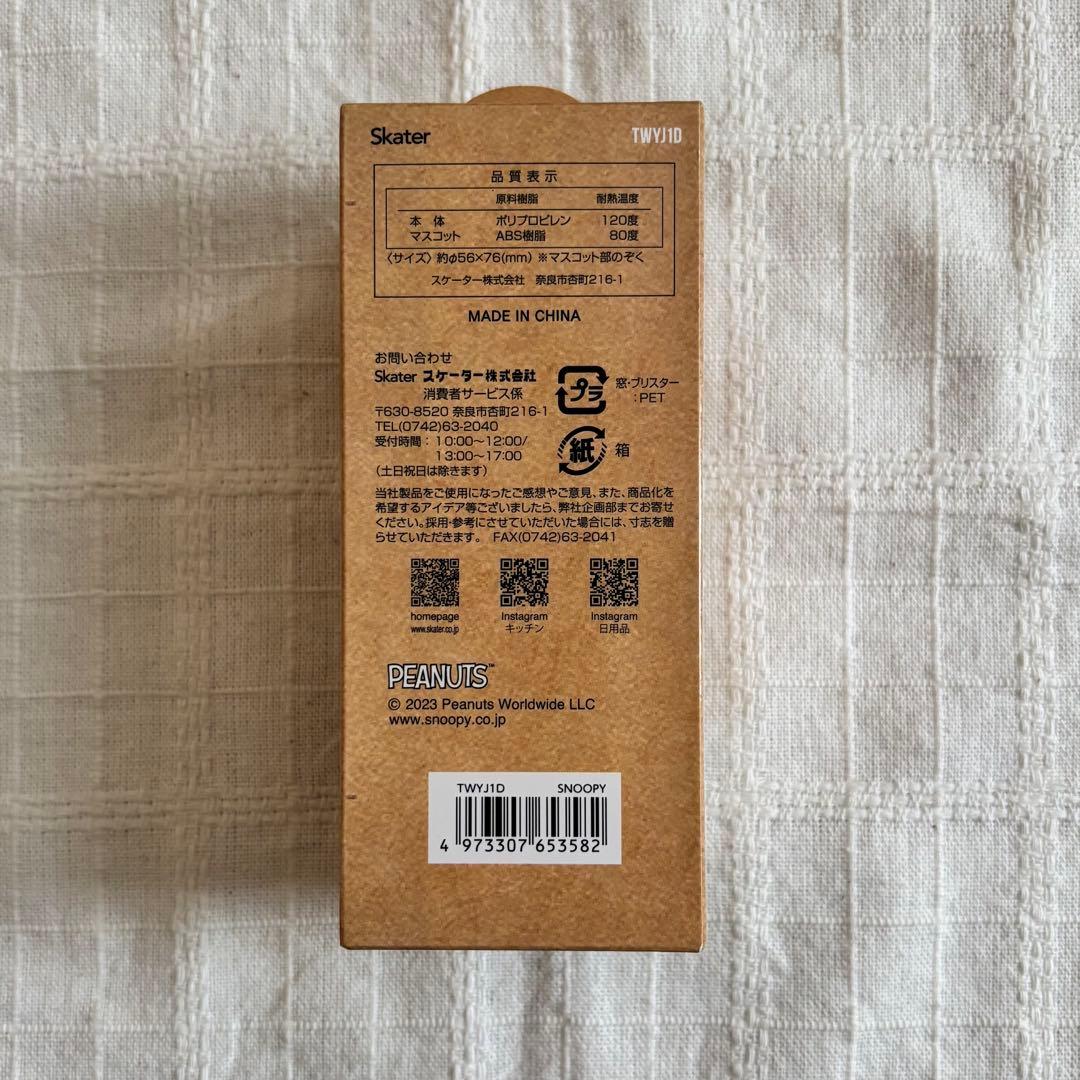 Skater TWYJ1D
品質表示
原料樹脂 耐熱温度
本体 ポリプロピレン 120度
マスコット ABS樹脂 80度
〈サイズ〉約φ56×76(mm) ※マスコット部のぞく
スケーター株式会社 奈良市杏町216-1
MADE IN CHINA
お問い合わせ
Skater スケーター株式会社
消費者サービス係
〒630-8520 奈良市杏町216-1
TEL(0742)63-2040
受付時間：10:00〜12:00/
13:00〜17:00
(土日祝日は除きます)
プラ 窓・ブリスター
：PET
紙 箱
当社製品をご使用になったご感想やご意見、また、商品化を
希望するアイデア等ございましたら、弊社企画部までお寄せ
ください。採用・参考にさせていただいた場合には、寸志を贈
らせていただきます。 FAX(0742)63-2041
homepage
www.skater.co.jp
Instagram
キッチン
Instagram
日用品
PEANUTS™
© 2023 Peanuts Worldwide LLC
www.snoopy.co.jp
TWYJ1D SNOOPY
4 973307 653582